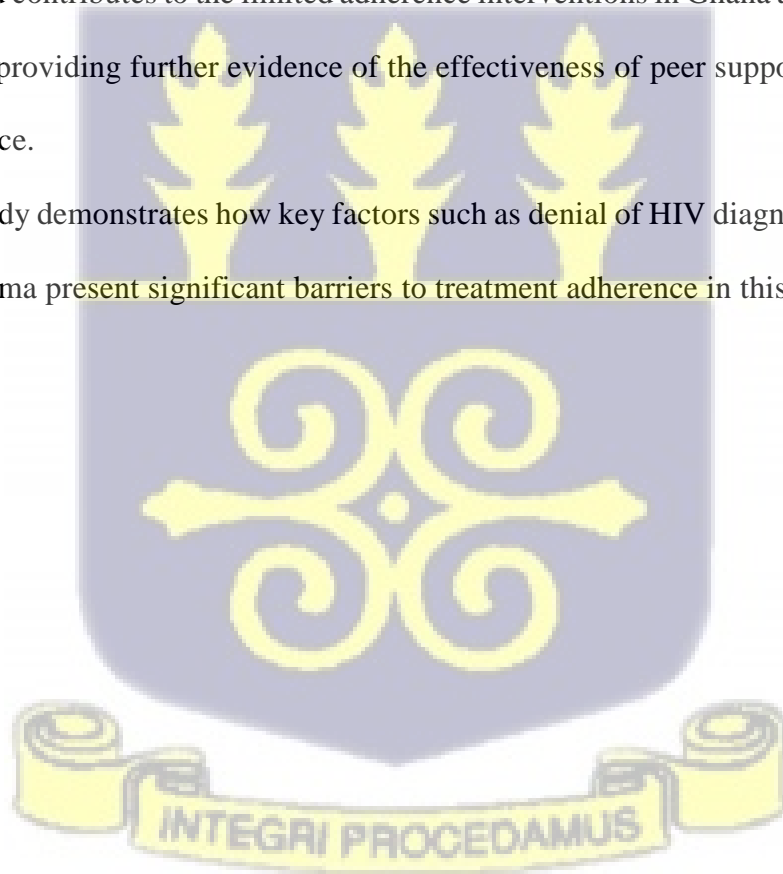 contributes to the limited adherence interventions in Ghana
providing further evidence of the effectiveness of peer suppo
ce.
dy demonstrates how key factors such as denial of HIV diagn
ma present significant barriers to treatment adherence in this
INTEGRI PROCEDAMUS